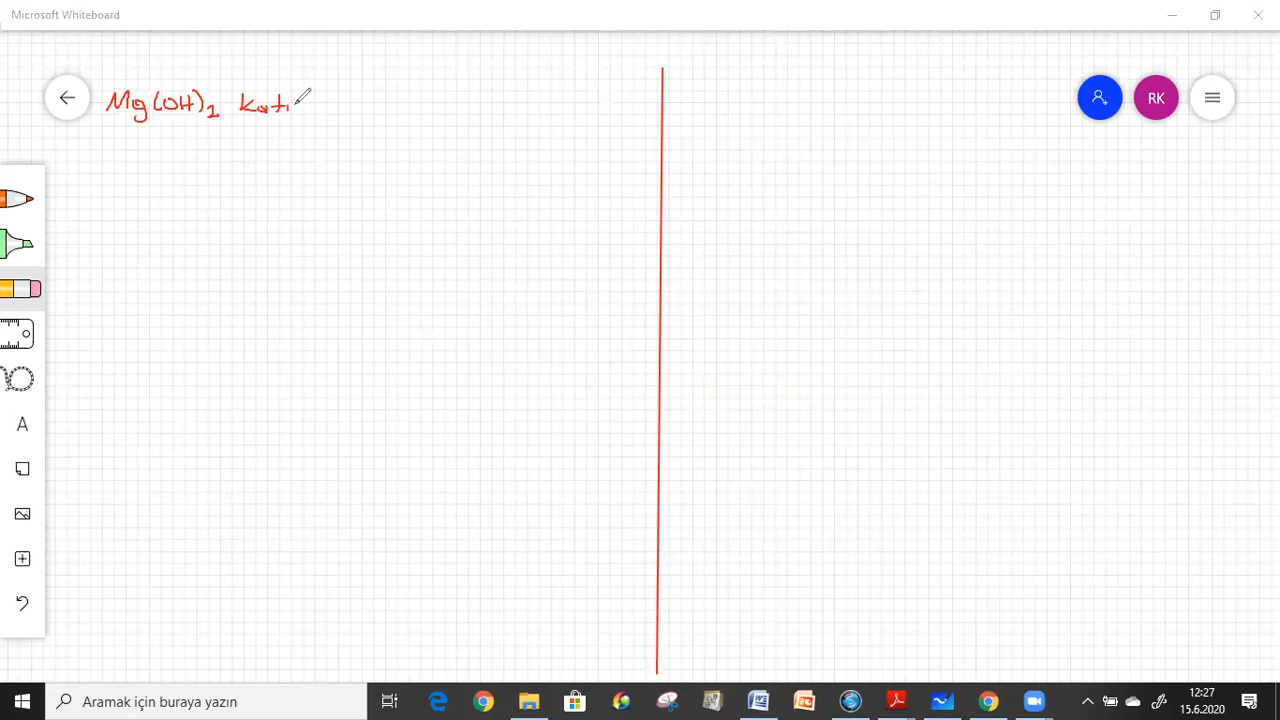 Microsoft Whiteboard
Mg(OH)2 Katı
RK
A
Aramak için buraya yazın
12:27
15.6.2020